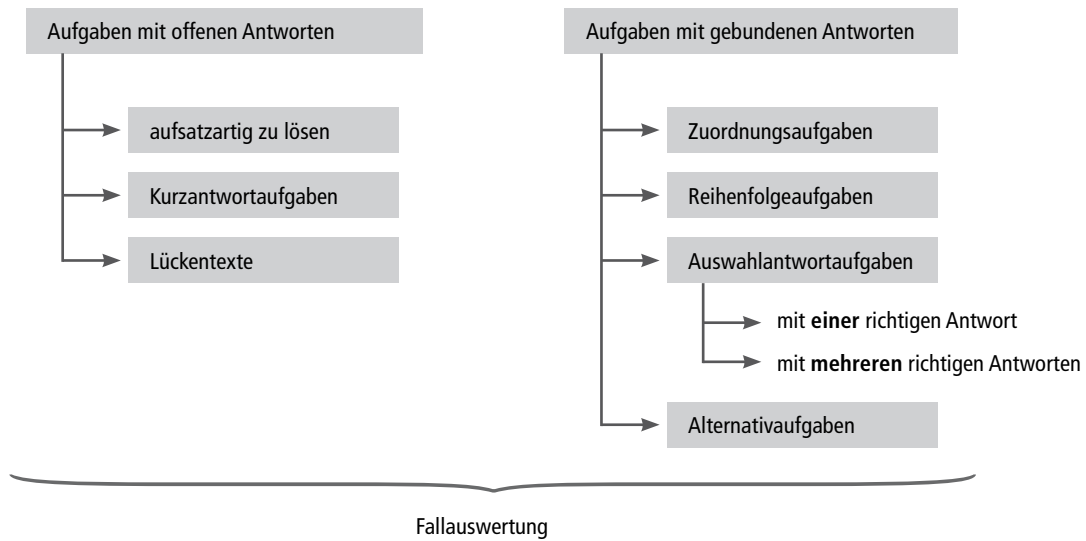 Aufgaben mit offenen Antworten
aufsatzartig zu lösen
Kurzantwortaufgaben
Lückentexte
Aufgaben mit gebundenen Antworten
Zuordnungsaufgaben
Reihenfolgeaufgaben
Auswahlantwortaufgaben
mit einer richtigen Antwort
mit mehreren richtigen Antworten
Alternativaufgaben
Fallauswertung